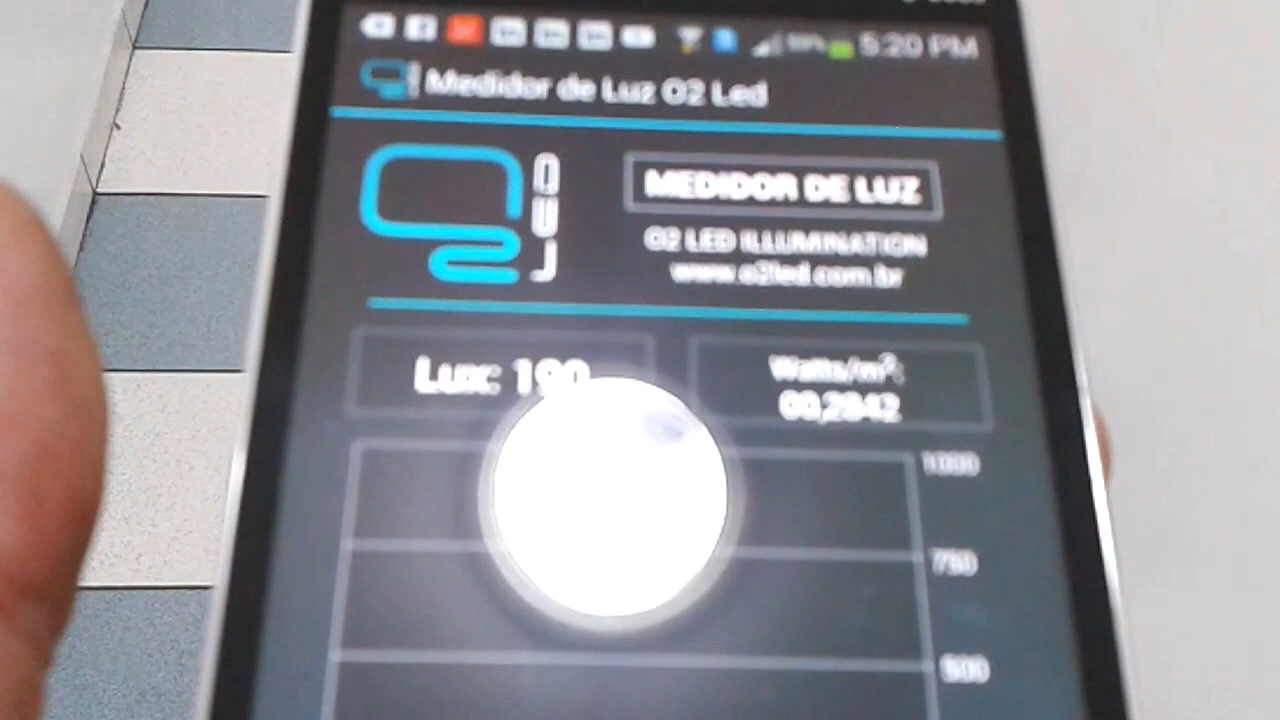 5:20 PM
Medidor de Luz O2 Led
MEDIDOR DE LUZ
O2 LED ILLUMINATION
www.o2led.com.br
Lux: 190
Watts/m²:
00,2842
1000
750
500